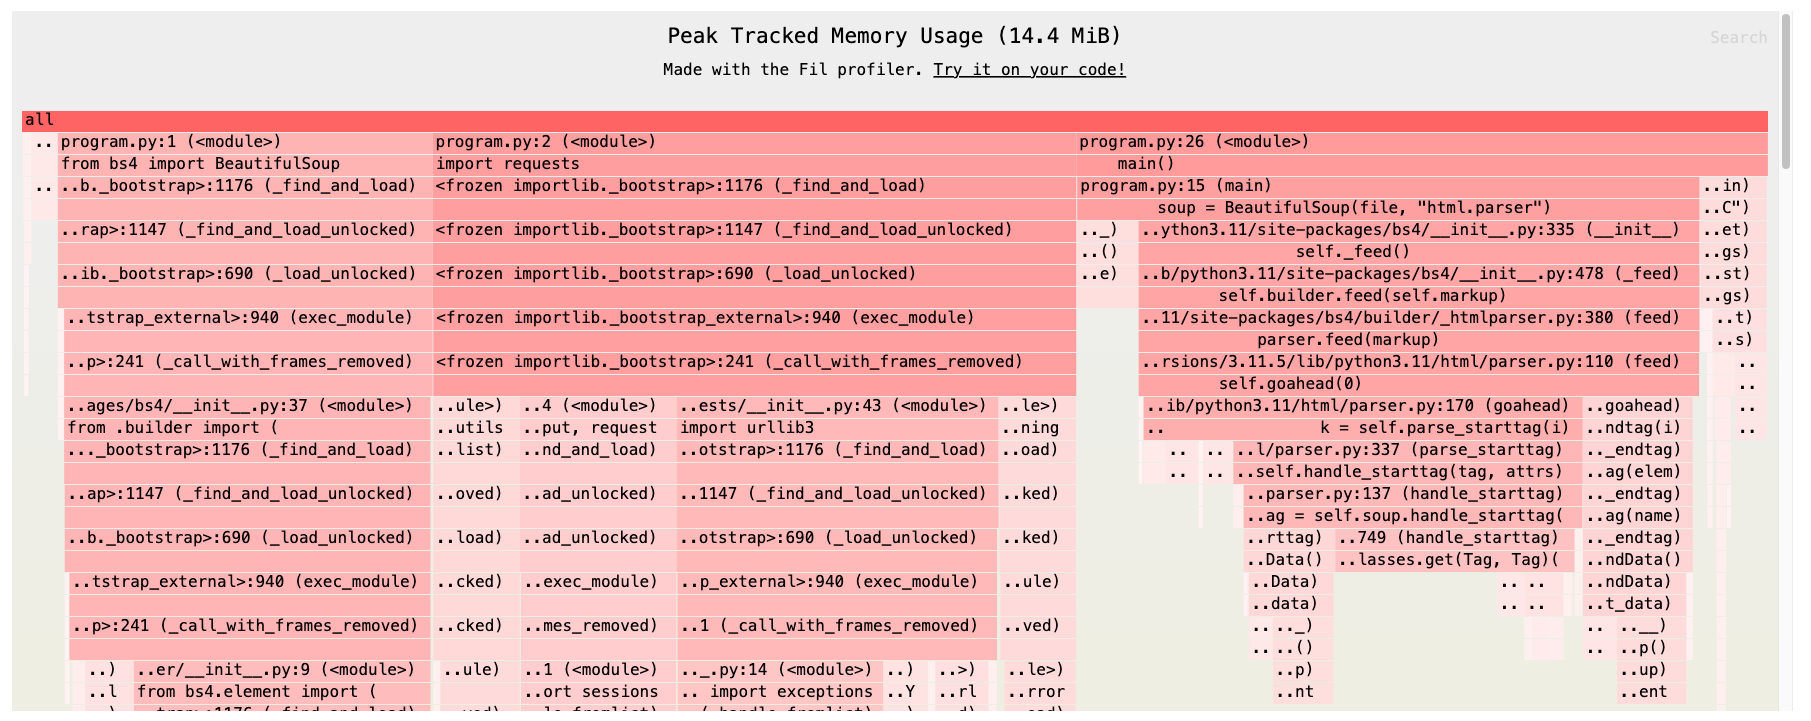 Peak Tracked Memory Usage (14.4 MiB)
Search
Made with the Fil profiler. Try it on your code!
all
.. program.py:1 (<module>) program.py:2 (<module>) program.py:26 (<module>)
from bs4 import BeautifulSoup import requests main()
.. ..b._bootstrap>:1176 (_find_and_load) <frozen importlib._bootstrap>:1176 (_find_and_load) program.py:15 (main) ..in)
soup = BeautifulSoup(file, "html.parser") ..C")
..rap>:1147 (_find_and_load_unlocked) <frozen importlib._bootstrap>:1147 (_find_and_load_unlocked) .._) ..ython3.11/site-packages/bs4/__init__.py:335 (__init__) ..et)
..() self._feed() ..gs)
..ib._bootstrap>:690 (_load_unlocked) <frozen importlib._bootstrap>:690 (_load_unlocked) ..e) ..b/python3.11/site-packages/bs4/__init__.py:478 (_feed) ..st)
self.builder.feed(self.markup) ..gs)
..tstrap_external>:940 (exec_module) <frozen importlib._bootstrap_external>:940 (exec_module) ..11/site-packages/bs4/builder/_htmlparser.py:380 (feed) ..t)
parser.feed(markup) ..s)
..p>:241 (_call_with_frames_removed) <frozen importlib._bootstrap>:241 (_call_with_frames_removed) ..rsions/3.11.5/lib/python3.11/html/parser.py:110 (feed) ..
self.goahead(0) ..
..ages/bs4/__init__.py:37 (<module>) ..ule>) ..4 (<module>) ..ests/__init__.py:43 (<module>) ..le>) ..ib/python3.11/html/parser.py:170 (goahead) ..goahead) ..
from .builder import ( ..utils ..put, request import urllib3 ..ning .. k = self.parse_starttag(i) ..ndtag(i) ..
..._bootstrap>:1176 (_find_and_load) ..list) ..nd_and_load) ..otstrap>:1176 (_find_and_load) ..oad) .. .. ..l/parser.py:337 (parse_starttag) .._endtag)
.. .. ..self.handle_starttag(tag, attrs) ..ag(elem)
..ap>:1147 (_find_and_load_unlocked) ..oved) ..ad_unlocked) ..1147 (_find_and_load_unlocked) ..ked) ..parser.py:137 (handle_starttag) .._endtag)
..ag = self.soup.handle_starttag( ..ag(name)
..b._bootstrap>:690 (_load_unlocked) ..load) ..ad_unlocked) ..otstrap>:690 (_load_unlocked) ..ked) ..rttag) ..749 (handle_starttag) .._endtag)
..Data() ..lasses.get(Tag, Tag)( ..ndData()
..tstrap_external>:940 (exec_module) ..cked) ..exec_module) ..p_external>:940 (exec_module) ..ule) ..Data) .. .. ..ndData)
..data) .. .. ..t_data)
..p>:241 (_call_with_frames_removed) ..cked) ..mes_removed) ..1 (_call_with_frames_removed) ..ved) .. .._) .. ..__)
.. ..() .. ..p()
..) ..er/__init__.py:9 (<module>) ..ule) ..1 (<module>) .._.py:14 (<module>) ..) ..>) ..le>) ..p) ..up)
..l from bs4.element import ( ..ort sessions .. import exceptions ..Y ..rl ..rror ..nt ..ent